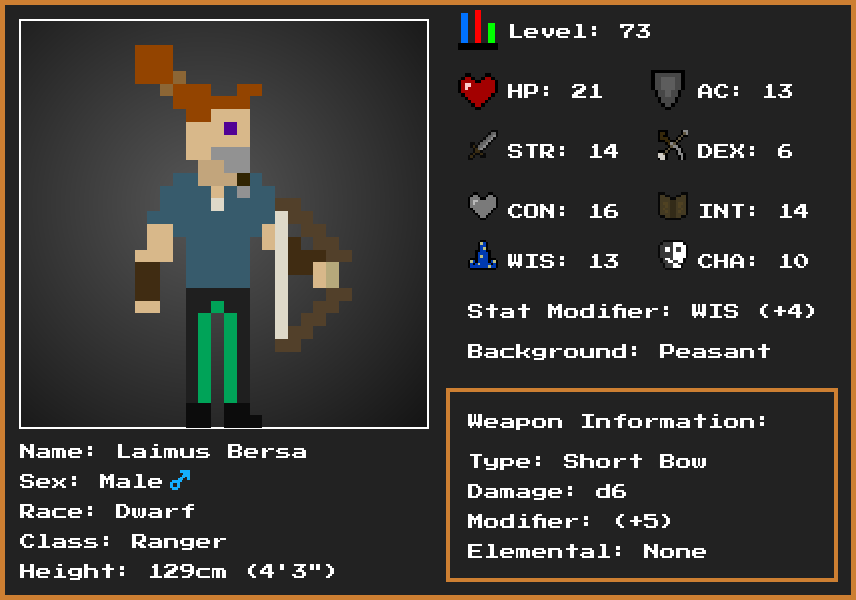 Level: 73
HP: 21
AC: 13
STR: 14
DEX: 6
CON: 16
INT: 14
WIS: 13
CHA: 10
Stat Modifier: WIS (+4)
Background: Peasant
Weapon Information:
Type: Short Bow
Damage: d6
Modifier: (+5)
Elemental: None
Name: Laimus Bersa
Sex: Male♂
Race: Dwarf
Class: Ranger
Height: 129cm (4'3")